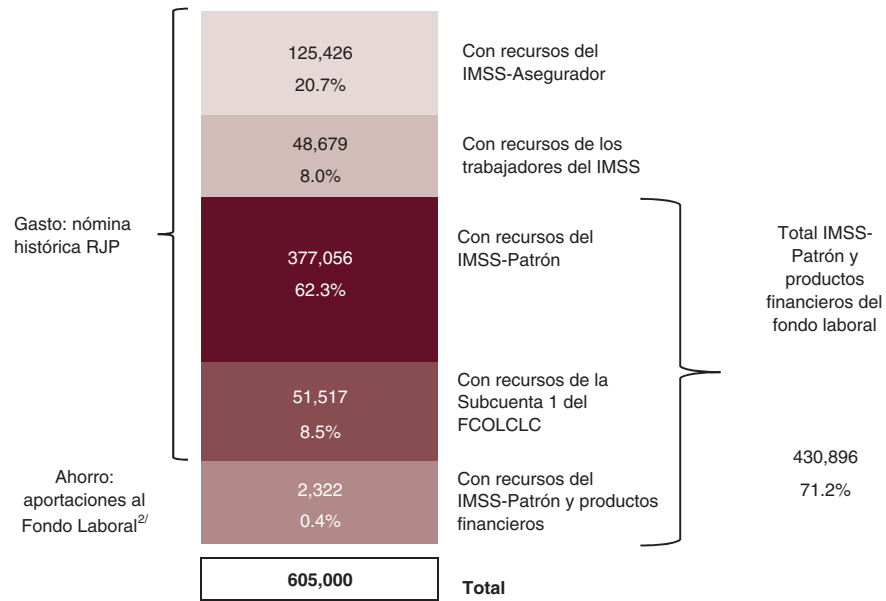 125,426
20.7%
Con recursos del
IMSS-Asegurador
48,679
8.0%
Con recursos de los
trabajadores del IMSS
Gasto: nómina
histórica RJP
377,056
62.3%
Con recursos del
IMSS-Patrón
Total IMSS-
Patrón y
productos
financieros del
fondo laboral
51,517
8.5%
Con recursos de la
Subcuenta 1 del
FCOLCLC
430,896
71.2%
Ahorro:
aportaciones al
Fondo Laboral2/
2,322
0.4%
Con recursos del
IMSS-Patrón y productos
financieros
605,000
Total